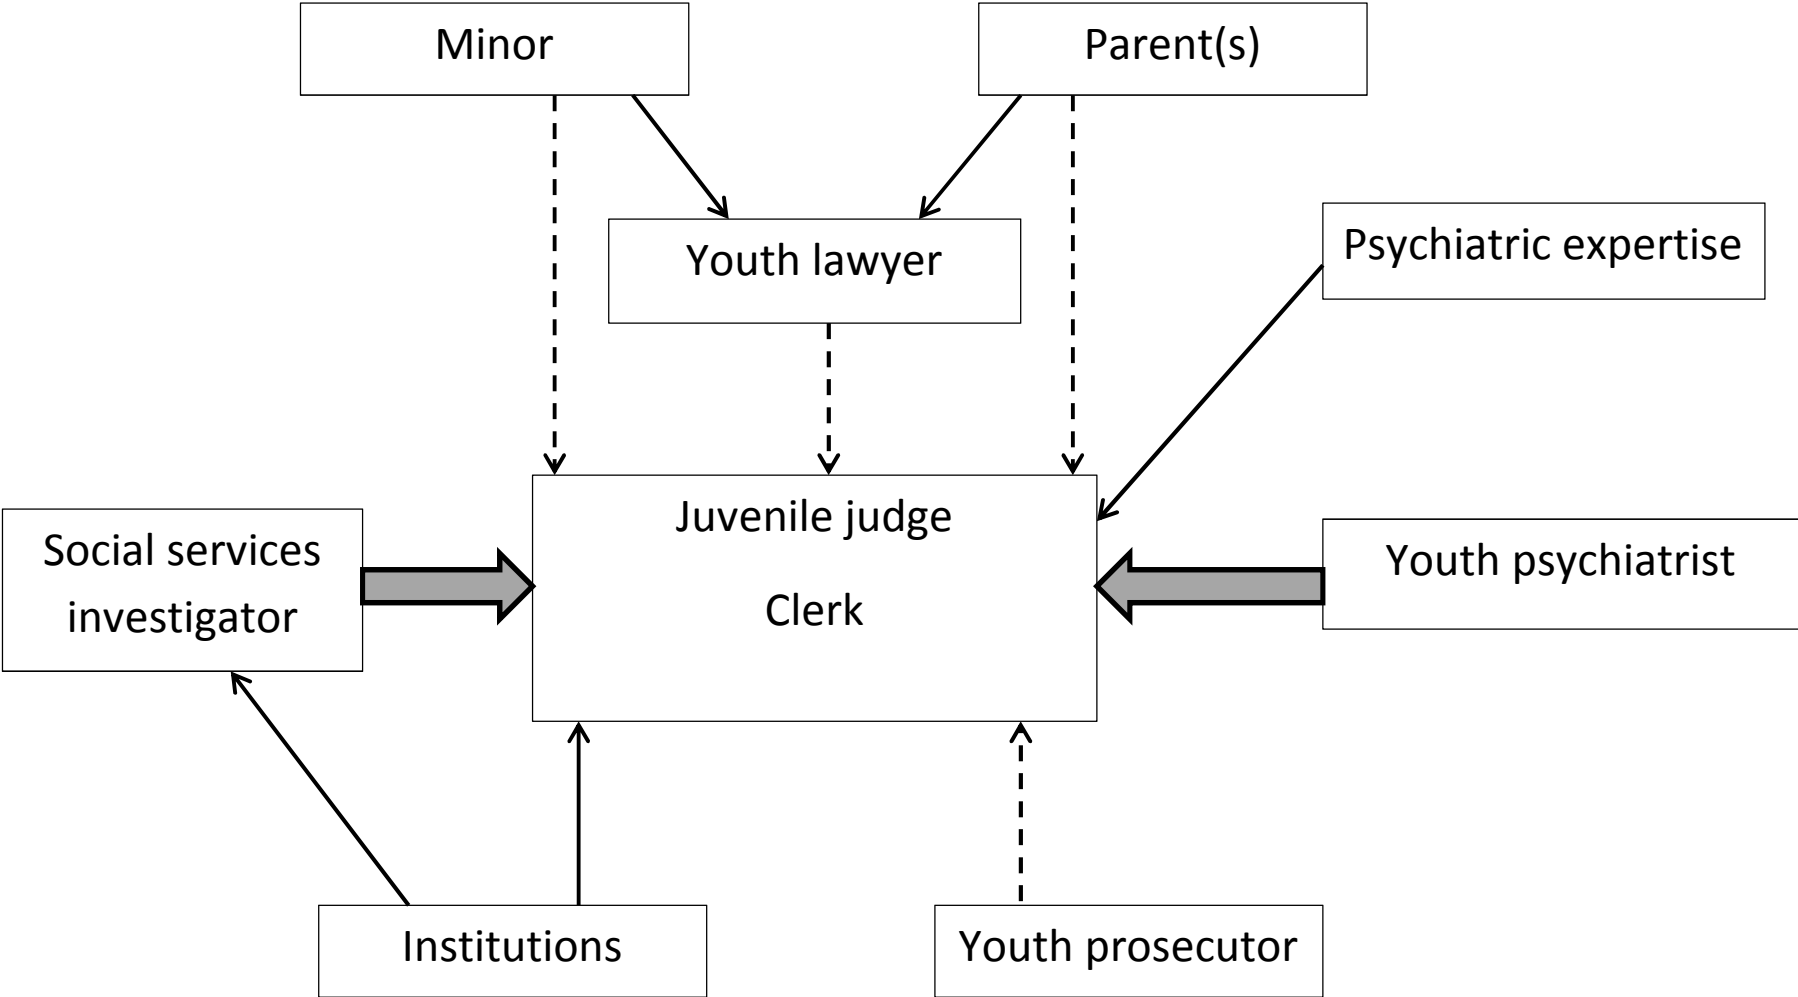 Minor
Parent(s)
Youth lawyer
Psychiatric expertise
Juvenile judge
Clerk
Social services
investigator
Youth psychiatrist
Institutions
Youth prosecutor